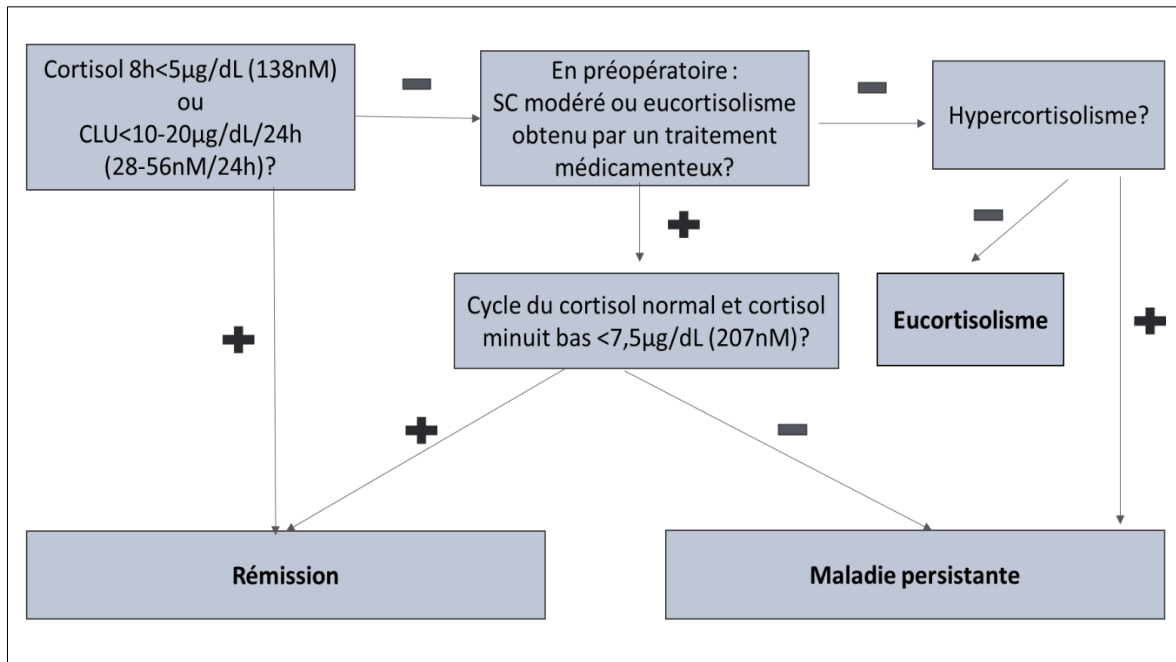 Cortisol 8h<5µg/dL (138nM)
ou
CLU<10-20µg/dL/24h
(28-56nM/24h)?
En préopératoire :
SC modéré ou eucortisolisme
obtenu par un traitement
médicamenteux?
Hypercortisolisme?
Cycle du cortisol normal et cortisol
minuit bas <7,5µg/dL (207nM)?
Eucortisolisme
Rémission
Maladie persistante